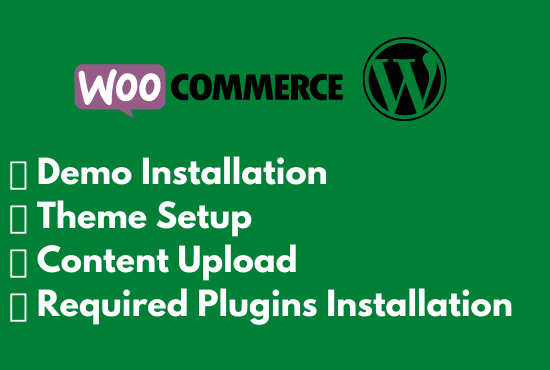 WOO COMMERCE W
▯ Demo Installation
▯ Theme Setup
▯ Content Upload
▯ Required Plugins Installation